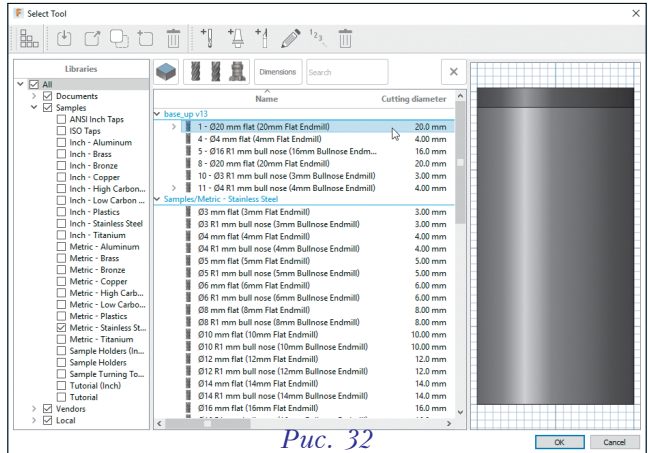 Select Tool
Dimensions
Search
Libraries
All
Documents
Samples
ANSI Inch Taps
ISO Taps
Inch - Aluminum
Inch - Brass
Inch - Bronze
Inch - Copper
Inch - High Carbon...
Inch - Low Carbon ...
Inch - Plastics
Inch - Stainless Steel
Inch - Titanium
Metric - Aluminum
Metric - Brass
Metric - Bronze
Metric - Copper
Metric - High Carb...
Metric - Low Carbo...
Metric - Plastics
Metric - Stainless St...
Metric - Titanium
Sample Holders (In...
Sample Holders
Sample Turning To...
Tutorial (Inch)
Tutorial
Vendors
Local
Name Cutting diameter
base_up v13
1 - Ø20 mm flat (20mm Flat Endmill) 20.0 mm
4 - Ø4 mm flat (4mm Flat Endmill) 4.00 mm
5 - Ø16 R1 mm bull nose (16mm Bullnose Endm... 16.0 mm
8 - Ø20 mm flat (20mm Flat Endmill) 20.0 mm
10 - Ø3 R1 mm bull nose (3mm Bullnose Endmill) 3.00 mm
11 - Ø4 R1 mm bull nose (4mm Bullnose Endmill) 4.00 mm
Samples/Metric - Stainless Steel
Ø3 mm flat (3mm Flat Endmill) 3.00 mm
Ø3 R1 mm bull nose (3mm Bullnose Endmill) 3.00 mm
Ø4 mm flat (4mm Flat Endmill) 4.00 mm
Ø4 R1 mm bull nose (4mm Bullnose Endmill) 4.00 mm
Ø5 mm flat (5mm Flat Endmill) 5.00 mm
Ø5 R1 mm bull nose (5mm Bullnose Endmill) 5.00 mm
Ø6 mm flat (6mm Flat Endmill) 6.00 mm
Ø6 R1 mm bull nose (6mm Bullnose Endmill) 6.00 mm
Ø8 mm flat (8mm Flat Endmill) 8.00 mm
Ø8 R1 mm bull nose (8mm Bullnose Endmill) 8.00 mm
Ø10 mm flat (10mm Flat Endmill) 10.00 mm
Ø10 R1 mm bull nose (10mm Bullnose Endmill) 10.00 mm
Ø12 mm flat (12mm Flat Endmill) 12.0 mm
Ø12 R1 mm bull nose (12mm Bullnose Endmill) 12.0 mm
Ø14 mm flat (14mm Flat Endmill) 14.0 mm
Ø14 R1 mm bull nose (14mm Bullnose Endmill) 14.0 mm
Ø16 mm flat (16mm Flat Endmill) 16.0 mm
Рис. 32
OK Cancel